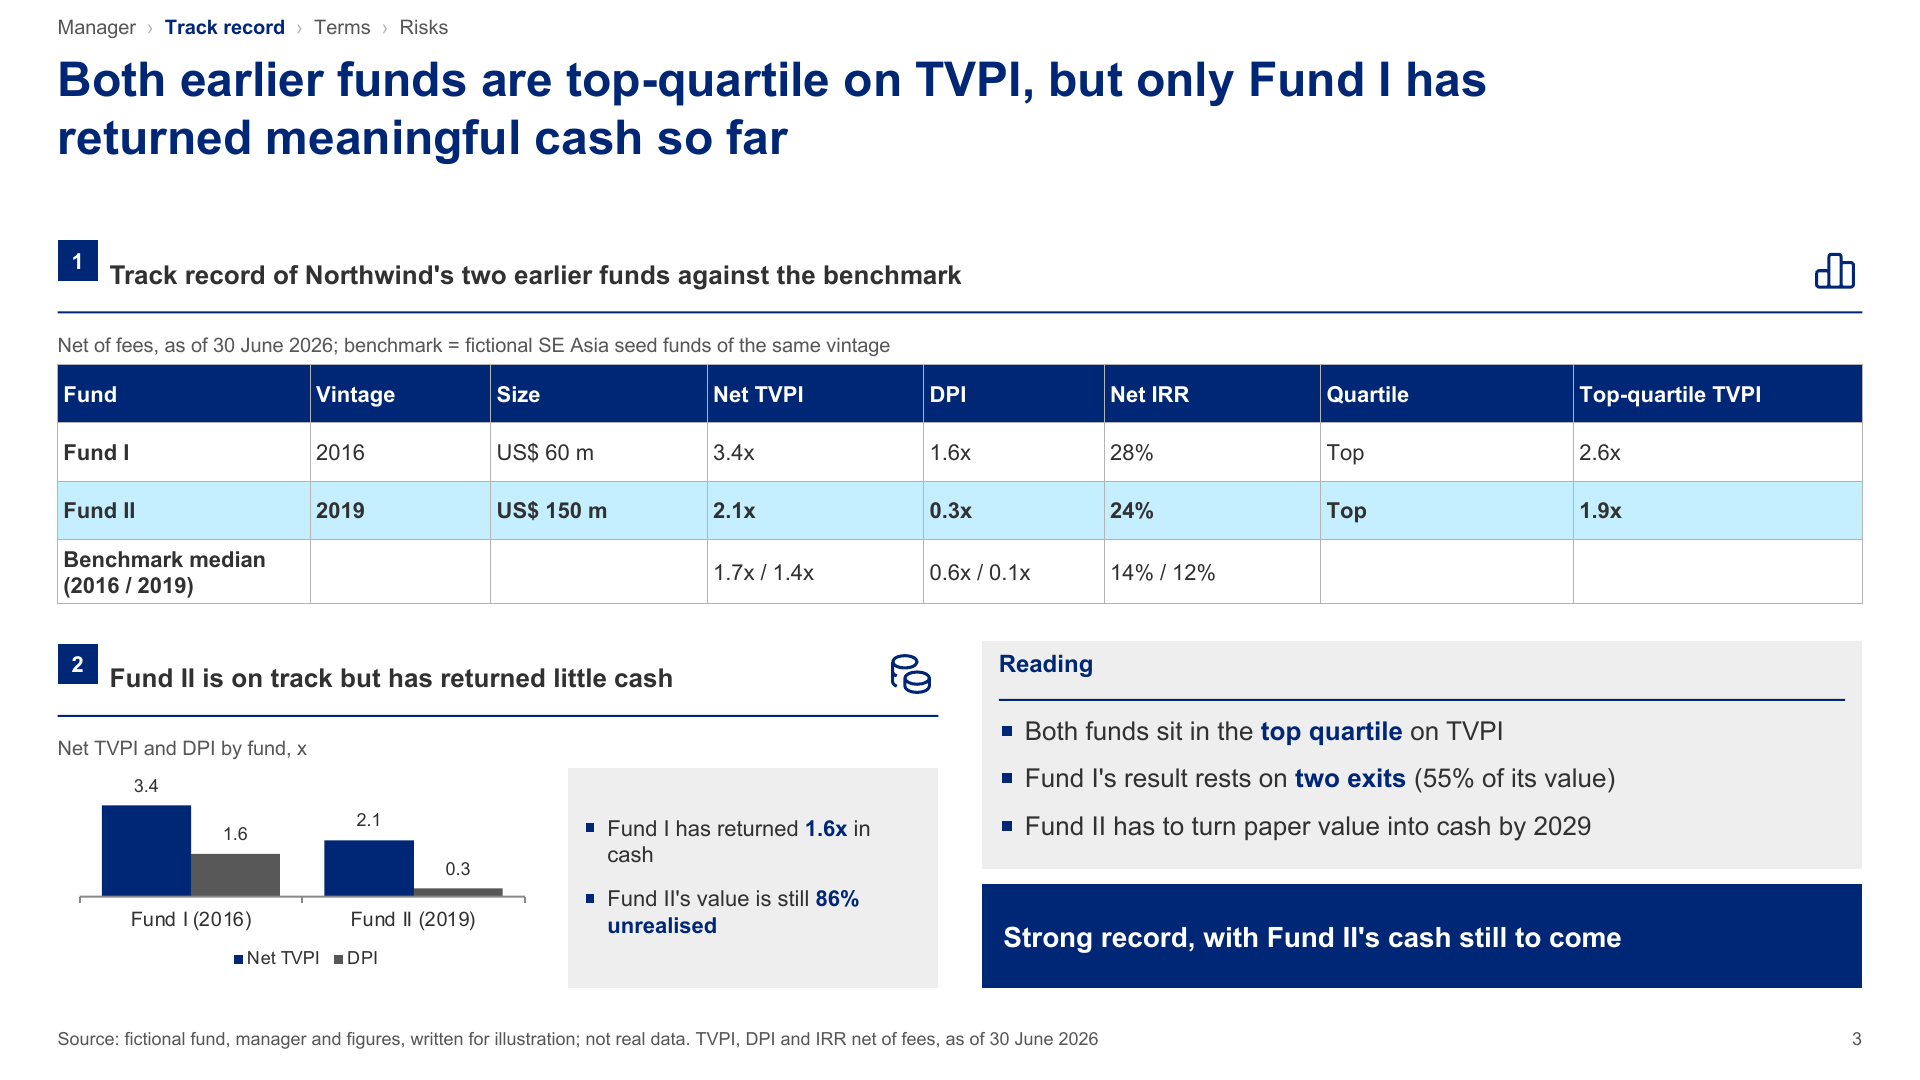 Manager › Track record › Terms › Risks
Both earlier funds are top-quartile on TVPI, but only Fund I has
returned meaningful cash so far
1
Track record of Northwind's two earlier funds against the benchmark
Net of fees, as of 30 June 2026; benchmark = fictional SE Asia seed funds of the same vintage
Fund Vintage Size Net TVPI DPI Net IRR Quartile Top-quartile TVPI
Fund I 2016 US$ 60 m 3.4x 1.6x 28% Top 2.6x
Fund II 2019 US$ 150 m 2.1x 0.3x 24% Top 1.9x
Benchmark median
(2016 / 2019) 1.7x / 1.4x 0.6x / 0.1x 14% / 12%
2
Fund II is on track but has returned little cash
Net TVPI and DPI by fund, x
3.4
1.6
2.1
0.3
Fund I (2016) Fund II (2019)
Net TVPI DPI
Fund I has returned 1.6x in
cash
Fund II's value is still 86%
unrealised
Reading
Both funds sit in the top quartile on TVPI
Fund I's result rests on two exits (55% of its value)
Fund II has to turn paper value into cash by 2029
Strong record, with Fund II's cash still to come
Source: fictional fund, manager and figures, written for illustration; not real data. TVPI, DPI and IRR net of fees, as of 30 June 2026
3